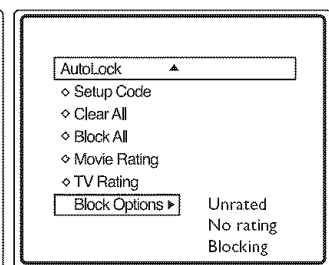 AutoLock ▲
◇ Setup Code
◇ Clear All
◇ Block All
◇ Movie Rating
◇ TV Rating
Block Options ▶ Unrated
No rating
Blocking